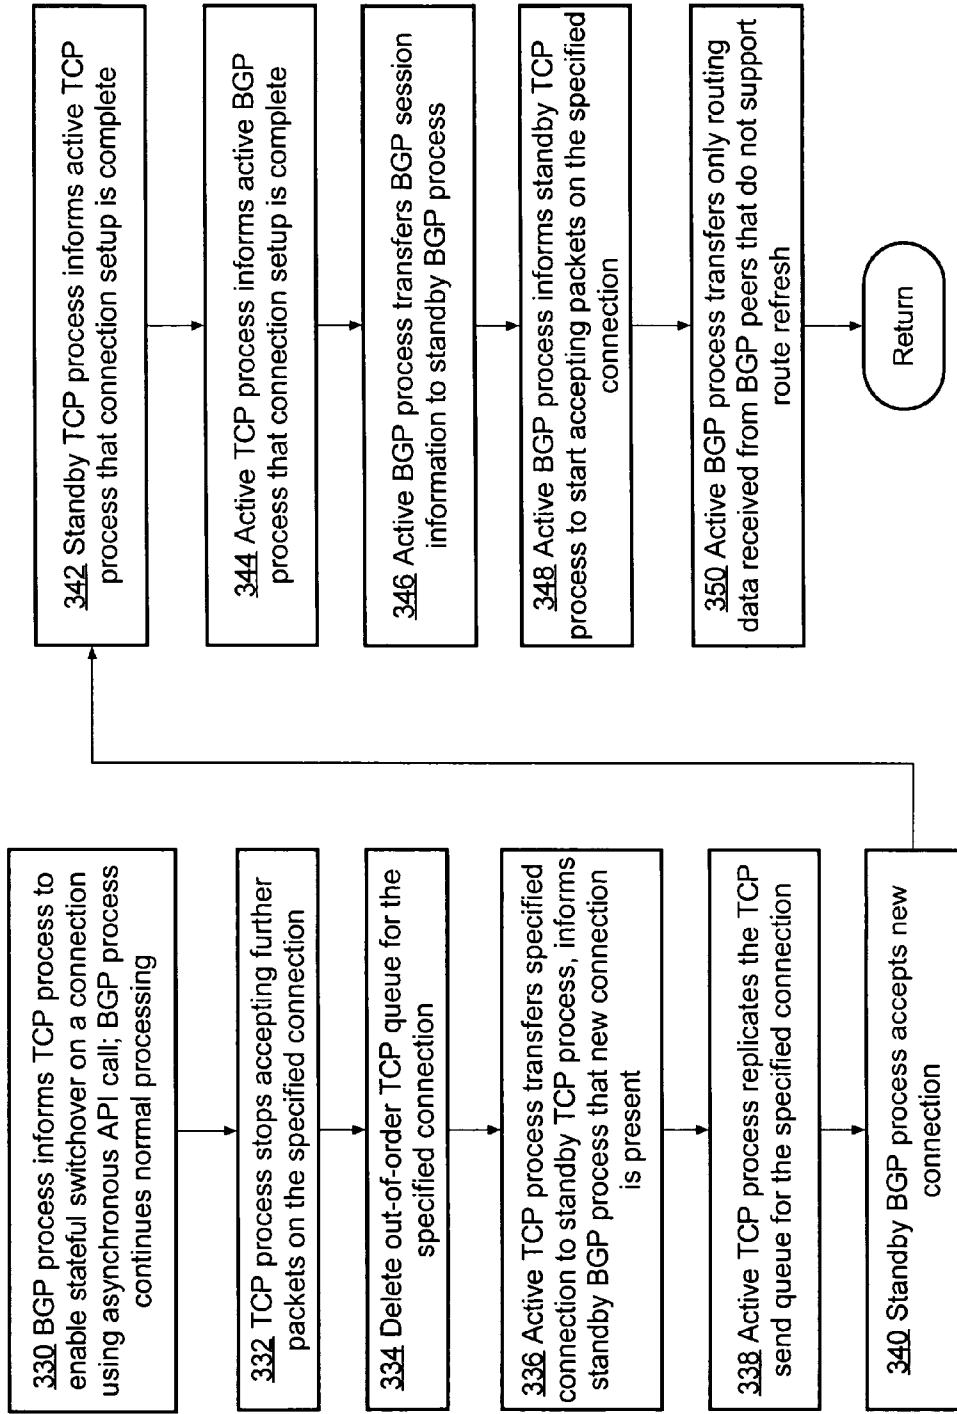 330 BGP process informs TCP process to
enable stateful switchover on a connection
using asynchronous API call; BGP process
continues normal processing
332 TCP process stops accepting further
packets on the specified connection
334 Delete out-of-order TCP queue for the
specified connection
336 Active TCP process transfers specified
connection to standby TCP process, informs
standby BGP process that new connection
is present
338 Active TCP process replicates the TCP
send queue for the specified connection
340 Standby BGP process accepts new
connection
342 Standby TCP process informs active TCP
process that connection setup is complete
344 Active TCP process informs active BGP
process that connection setup is complete
346 Active BGP process transfers BGP session
information to standby BGP process
348 Active BGP process informs standby TCP
process to start accepting packets on the specified
connection
350 Active BGP process transfers only routing
data received from BGP peers that do not support
route refresh
Return